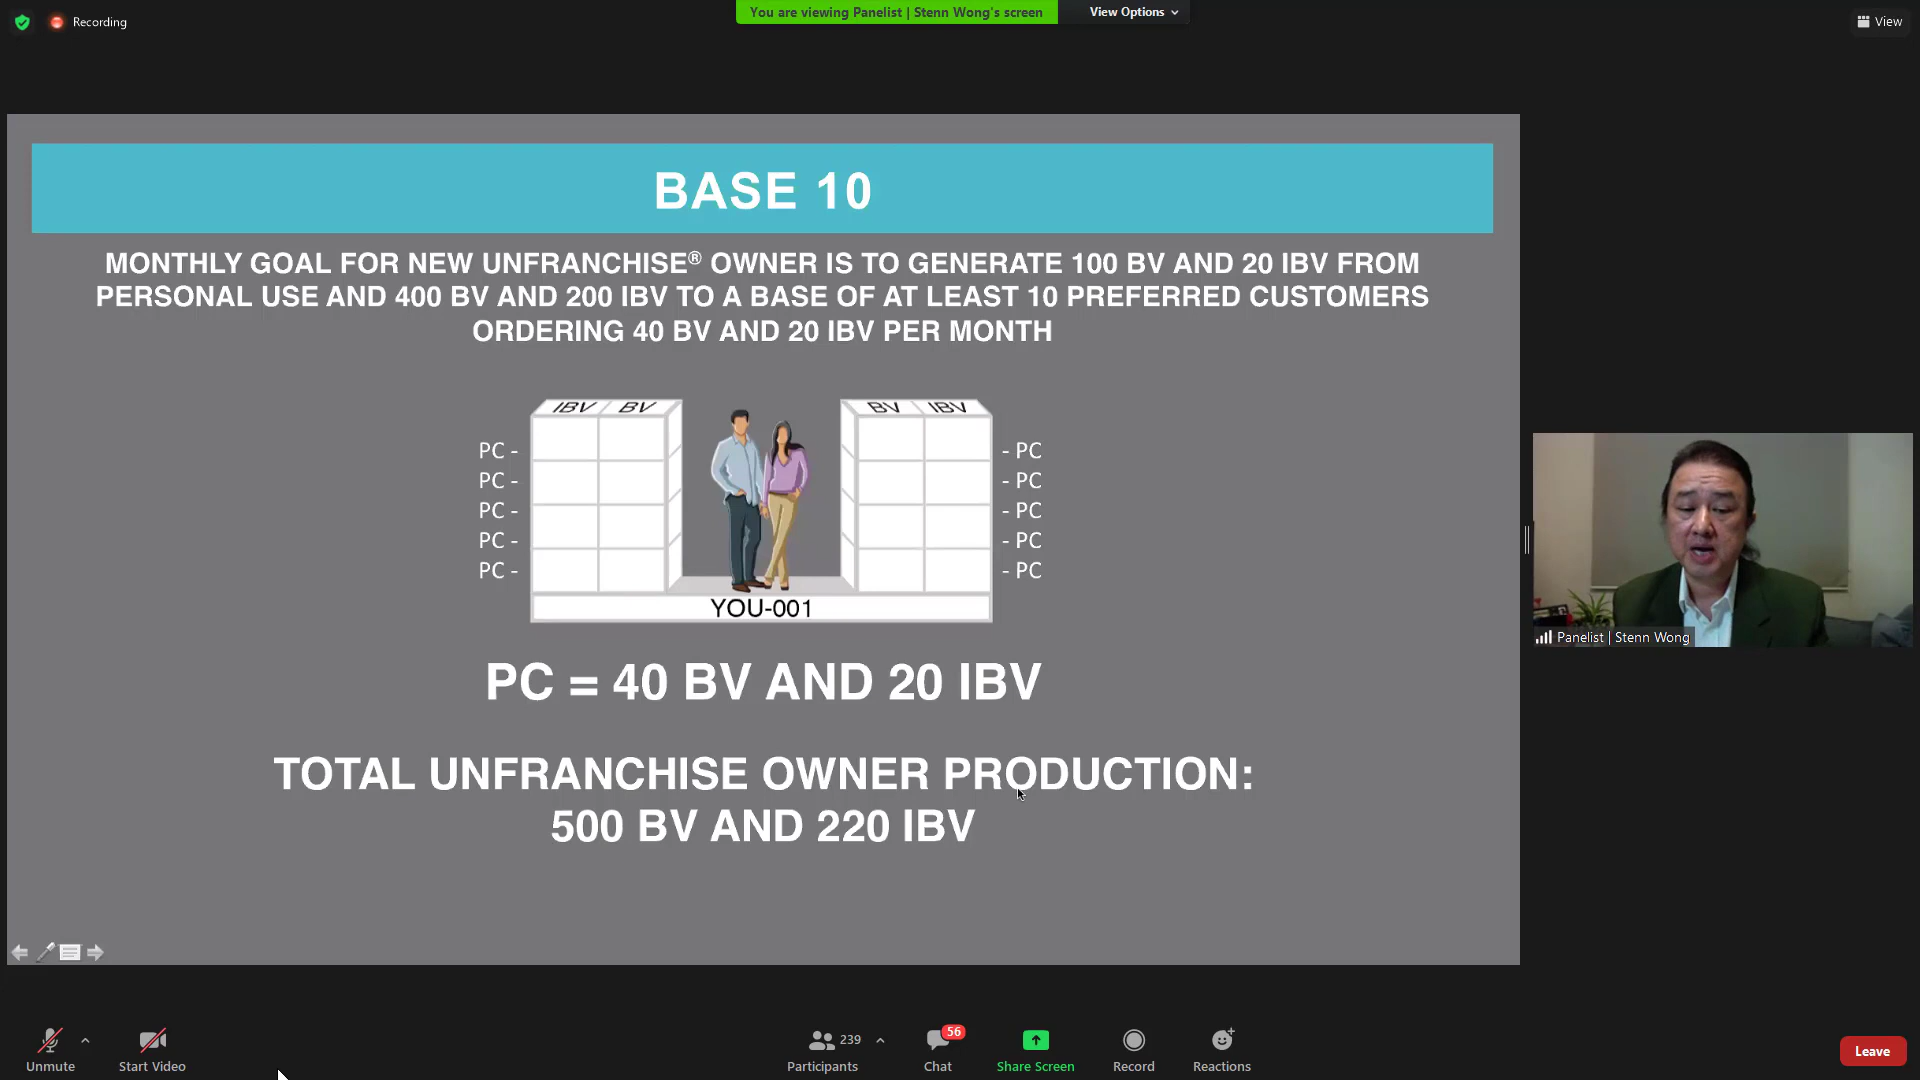 Recording
You are viewing Panelist | Stenn Wong's screen
View Options
View
BASE 10
MONTHLY GOAL FOR NEW UNFRANCHISE® OWNER IS TO GENERATE 100 BV AND 20 IBV FROM
PERSONAL USE AND 400 BV AND 200 IBV TO A BASE OF AT LEAST 10 PREFERRED CUSTOMERS
ORDERING 40 BV AND 20 IBV PER MONTH
IBV BV BV IBV
PC - - PC
PC - - PC
PC - - PC
PC - - PC
PC - - PC
YOU-001
PC = 40 BV AND 20 IBV
TOTAL UNFRANCHISE OWNER PRODUCTION:
500 BV AND 220 IBV
Panelist | Stenn Wong
Unmute
Start Video
239
Participants
56
Chat
Share Screen
Record
Reactions
Leave